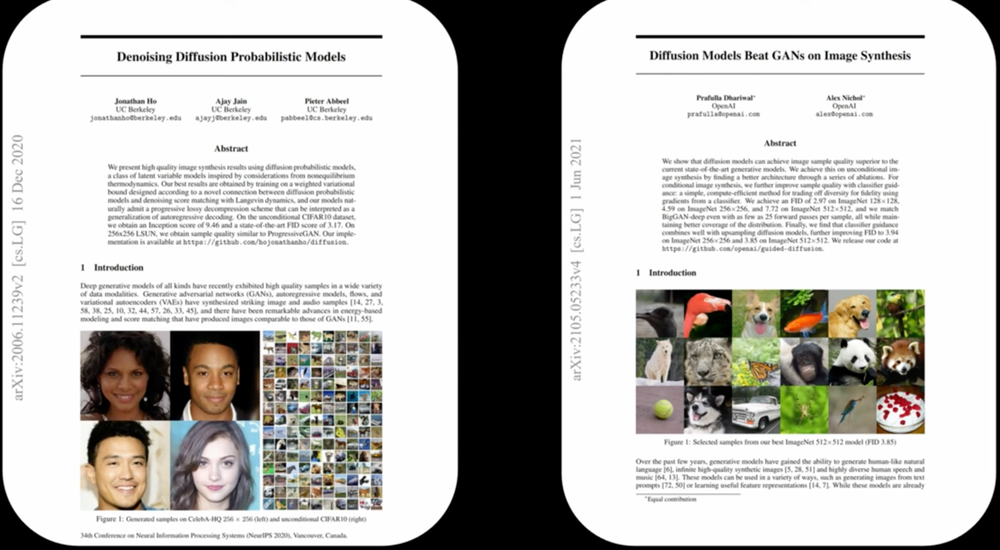 arXiv:2006.11239v2 [cs.LG] 16 Dec 2020
Denoising Diffusion Probabilistic Models
Jonathan Ho
UC Berkeley
jonathanho@berkeley.edu
Ajay Jain
UC Berkeley
ajayj@berkeley.edu
Pieter Abbeel
UC Berkeley
pabbeel@cs.berkeley.edu
Abstract
We present high quality image synthesis results using diffusion probabilistic models,
a class of latent variable models inspired by considerations from nonequilibrium
thermodynamics. Our best results are obtained by training on a weighted variational
bound designed according to a novel connection between diffusion probabilistic
models and denoising score matching with Langevin dynamics, and our models nat-
urally admit a progressive lossy decompression scheme that can be interpreted as a
generalization of autoregressive decoding. On the unconditional CIFAR10 dataset,
we obtain an Inception score of 9.46 and a state-of-the-art FID score of 3.17. On
256x256 LSUN, we obtain sample quality similar to ProgressiveGAN. Our imple-
mentation is available at https://github.com/hojonathanho/diffusion.
1 Introduction
Deep generative models of all kinds have recently exhibited high quality samples in a wide variety
of data modalities. Generative adversarial networks (GANs), autoregressive models, flows, and
variational autoencoders (VAEs) have synthesized striking image and audio samples [14, 27, 3,
58, 38, 25, 10, 32, 44, 57, 26, 33, 45], and there have been remarkable advances in energy-based
modeling and score matching that have produced images comparable to those of GANs [11, 55].
Figure 1: Generated samples on CelebA-HQ 256 × 256 (left) and unconditional CIFAR10 (right)
34th Conference on Neural Information Processing Systems (NeurIPS 2020), Vancouver, Canada.
arXiv:2105.05233v4 [cs.LG] 1 Jun 2021
Diffusion Models Beat GANs on Image Synthesis
Prafulla Dhariwal*
OpenAI
prafulla@openai.com
Alex Nichol*
OpenAI
alex@openai.com
Abstract
We show that diffusion models can achieve image sample quality superior to the
current state-of-the-art generative models. We achieve this on unconditional im-
age synthesis by finding a better architecture through a series of ablations. For
conditional image synthesis, we further improve sample quality with classifier guid-
ance: a simple, compute-efficient method for trading off diversity for fidelity using
gradients from a classifier. We achieve an FID of 2.97 on ImageNet 128×128,
4.59 on ImageNet 256×256, and 7.72 on ImageNet 512×512, and we match
BigGAN-deep even with as few as 25 forward passes per sample, all while main-
taining better coverage of the distribution. Finally, we find that classifier guidance
combines well with upsampling diffusion models, further improving FID to 3.94
on ImageNet 256×256 and 3.85 on ImageNet 512×512. We release our code at
https://github.com/openai/guided-diffusion.
1 Introduction
Figure 1: Selected samples from our best ImageNet 512×512 model (FID 3.85)
Over the past few years, generative models have gained the ability to generate human-like natural
language [6], infinite high-quality synthetic images [5, 28, 51] and highly diverse human speech and
music [64, 13]. These models can be used in a variety of ways, such as generating images from text
prompts [72, 50] or learning useful feature representations [14, 7]. While these models are already
*Equal contribution